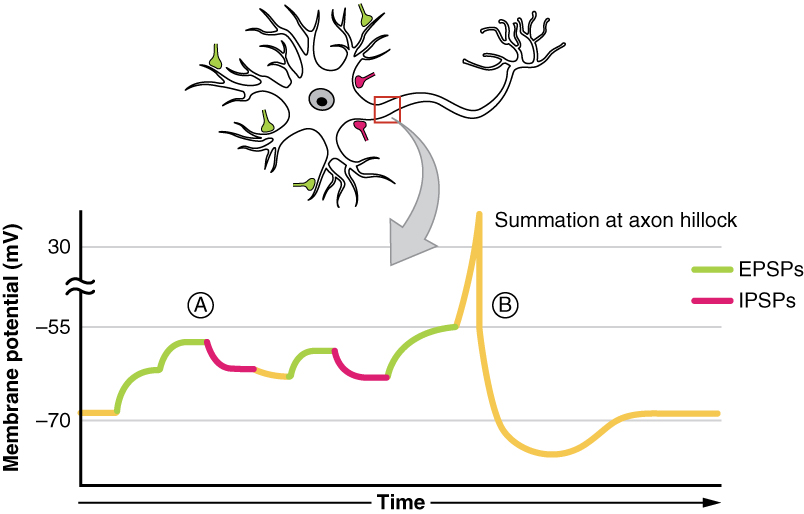 Summation at axon hillock
Membrane potential (mV)
30
EPSPs
IPSPs
A
B
–55
–70
Time